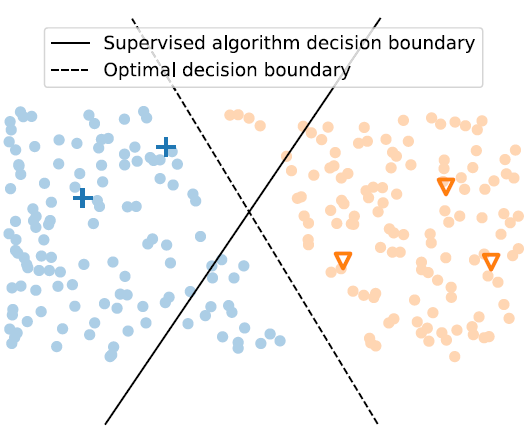 Supervised algorithm decision boundary
Optimal decision boundary